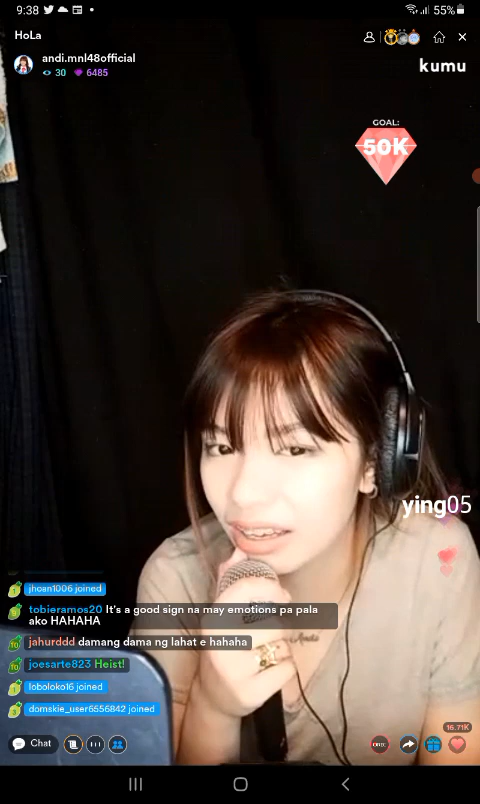 9:38
55%
HoLa
andi.mnl48official
30 6485
kumu
GOAL:
50K
ying05
jhoan1006 joined
tobieramos20 It's a good sign na may emotions pa pala
ako HAHAHA
jahurddd damang dama ng lahat e hahaha
joesarte823 Heist!
loboloko16 joined
domskie_user6556842 joined
16.71K
Chat